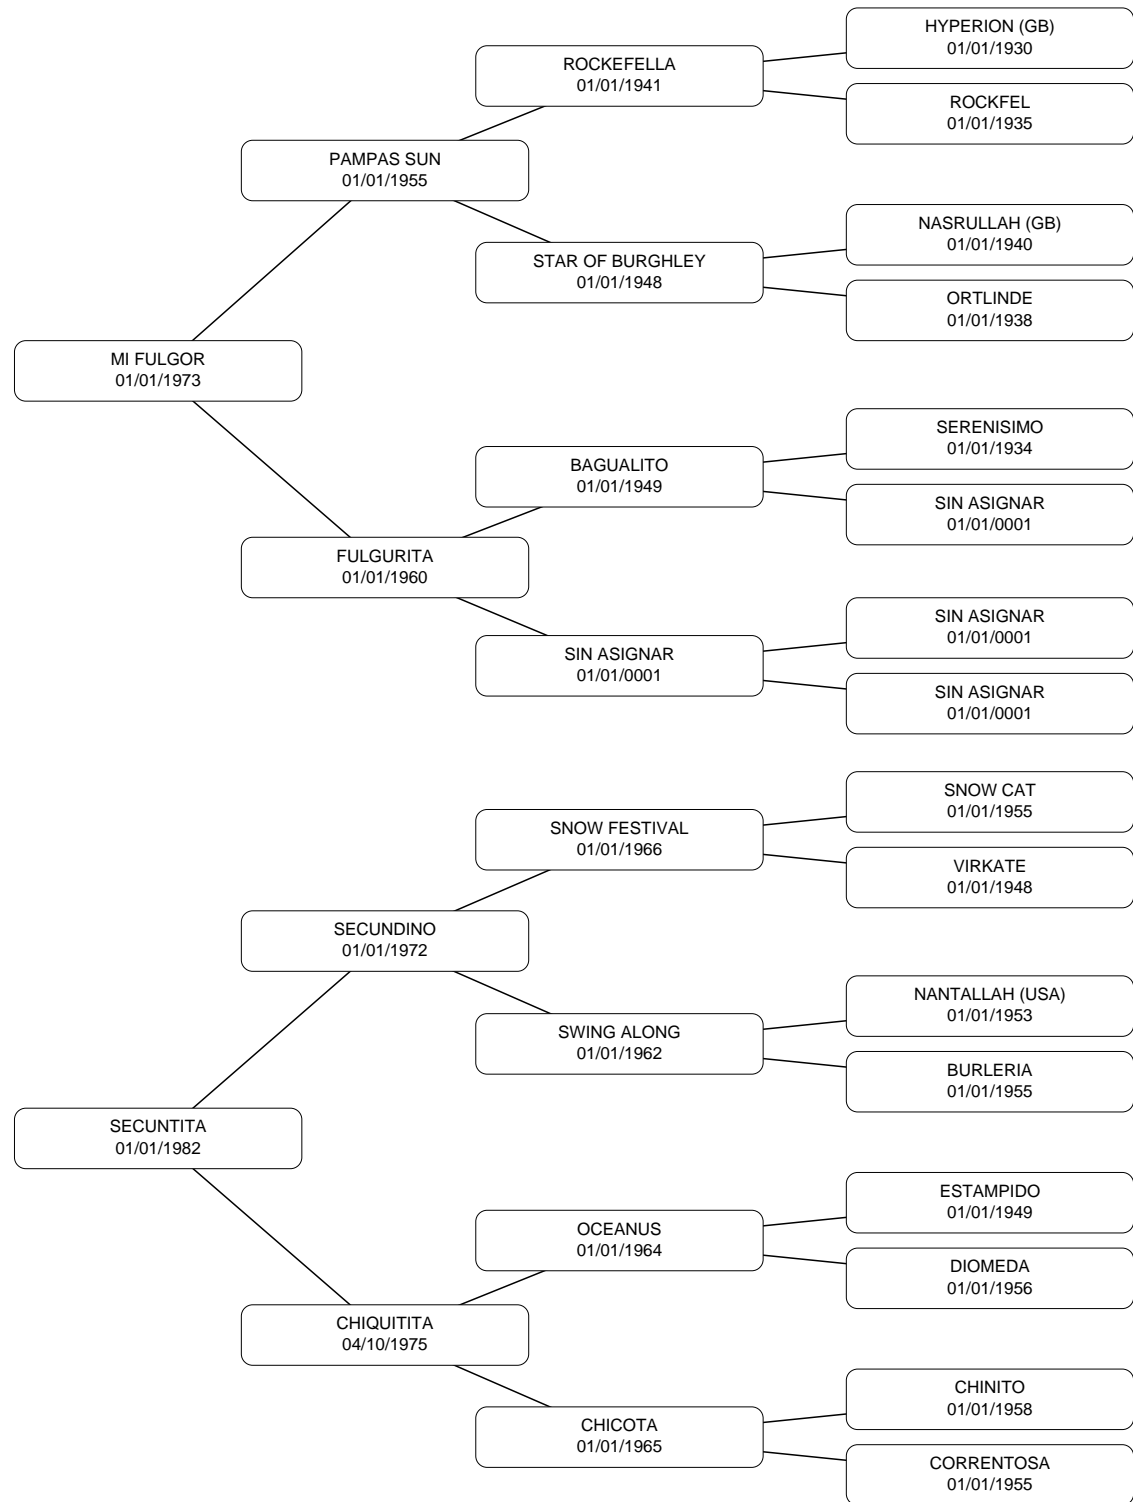 HYPERION (GB)
01/01/1930
ROCKEFELLA
01/01/1941
ROCKFEL
01/01/1935
PAMPAS SUN
01/01/1955
NASRULLAH (GB)
01/01/1940
STAR OF BURGHLEY
01/01/1948
ORTLINDE
01/01/1938
MI FULGOR
01/01/1973
SERENISIMO
01/01/1934
BAGUALITO
01/01/1949
SIN ASIGNAR
01/01/0001
FULGURITA
01/01/1960
SIN ASIGNAR
01/01/0001
SIN ASIGNAR
01/01/0001
SIN ASIGNAR
01/01/0001
SNOW CAT
01/01/1955
SNOW FESTIVAL
01/01/1966
VIRKATE
01/01/1948
SECUNDINO
01/01/1972
NANTALLAH (USA)
01/01/1953
SWING ALONG
01/01/1962
BURLERIA
01/01/1955
SECUNTITA
01/01/1982
ESTAMPIDO
01/01/1949
OCEANUS
01/01/1964
DIOMEDA
01/01/1956
CHIQUITITA
04/10/1975
CHINITO
01/01/1958
CHICOTA
01/01/1965
CORRENTOSA
01/01/1955